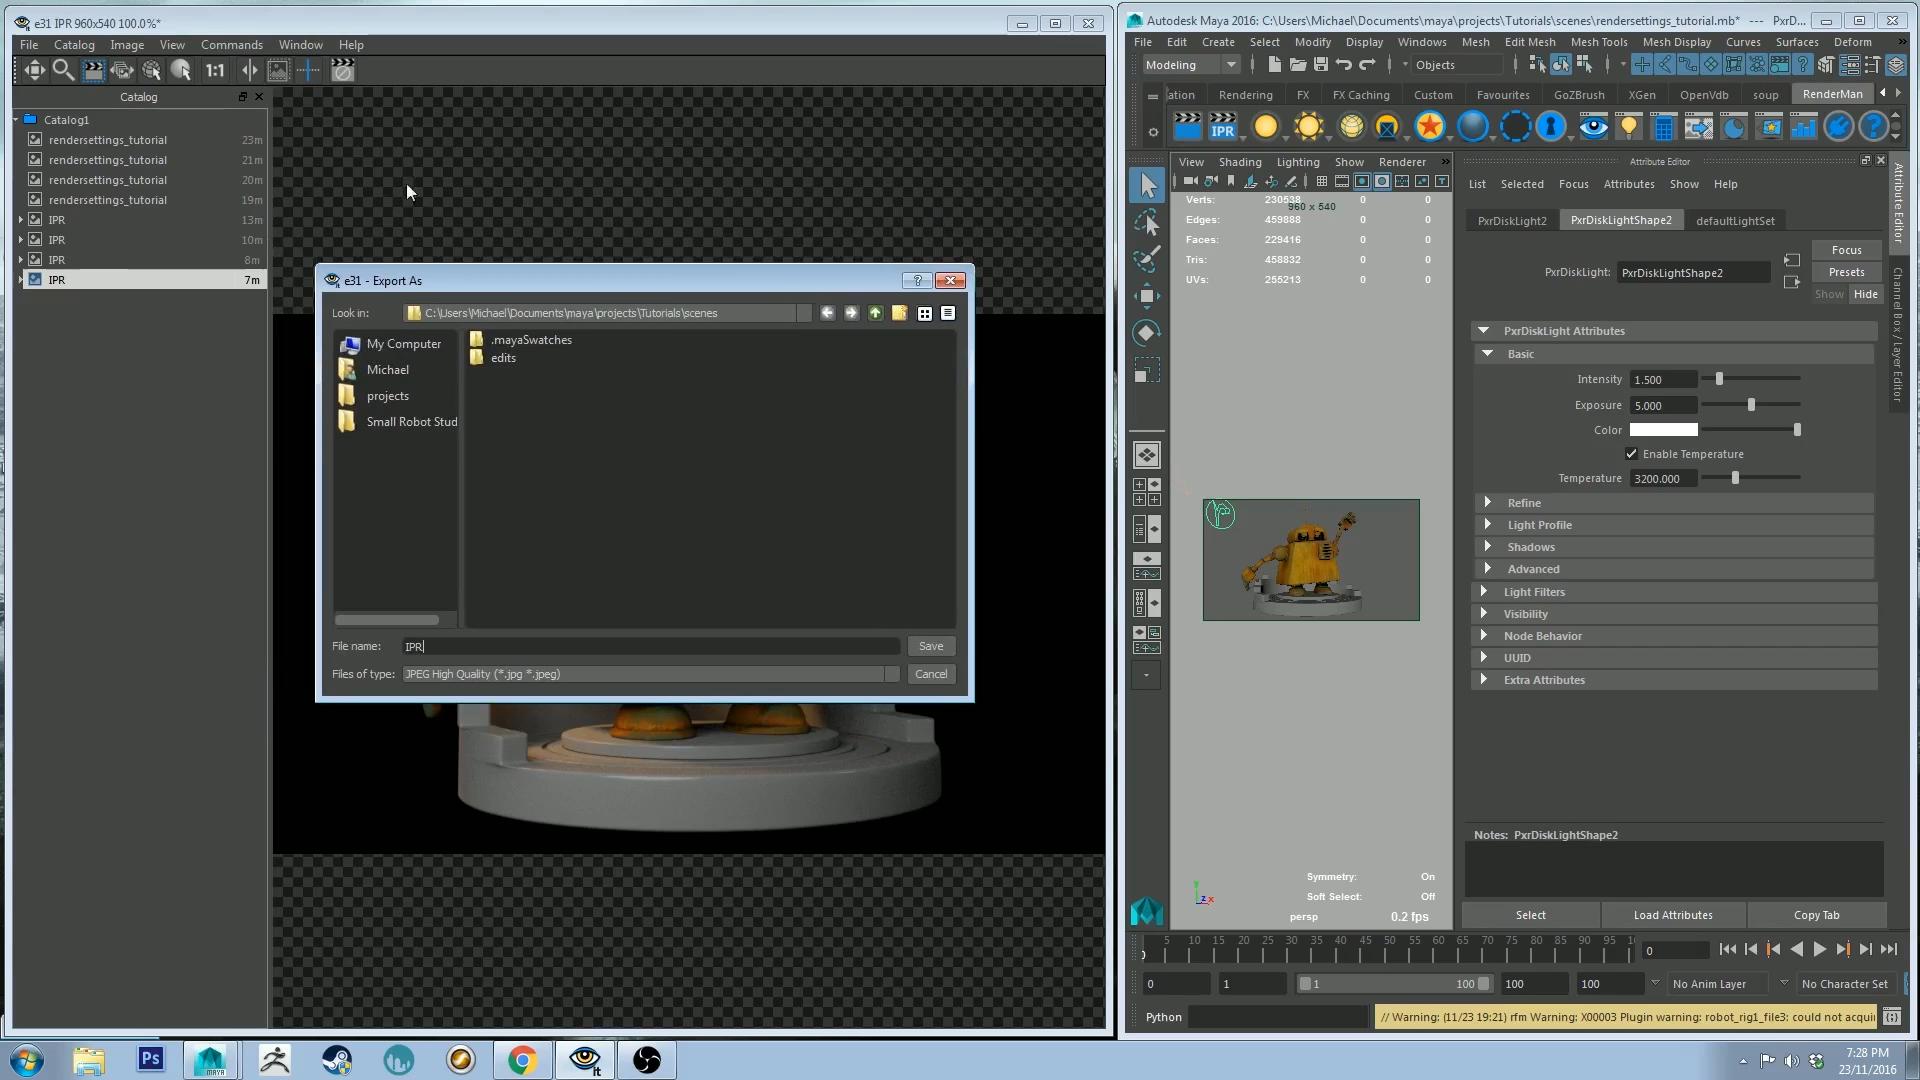 e31 IPR 960x540 100.0%*
File Catalog Image View Commands Window Help
1:1
Catalog
Catalog1
rendersettings_tutorial 23m
rendersettings_tutorial 21m
rendersettings_tutorial 20m
rendersettings_tutorial 19m
IPR 13m
IPR 10m
IPR 8m
IPR 7m
e31 - Export As
Look in: C:\Users\Michael\Documents\maya\projects\Tutorials\scenes
My Computer
Michael
projects
Small Robot Stud
.mayaSwatches
edits
File name: IPR
Save
Files of type: JPEG High Quality (*.jpg *.jpeg)
Cancel
Autodesk Maya 2016: C:\Users\Michael\Documents\maya\projects\Tutorials\scenes\rendersettings_tutorial.mb* --- PxrD...
File Edit Create Select Modify Display Windows Mesh Edit Mesh Mesh Tools Mesh Display Curves Surfaces Deform
Modeling
Objects
ation Rendering FX FX Caching Custom Favourites GoZBrush XGen OpenVdb soup RenderMan
IPR
View Shading Lighting Show Renderer
Verts: 230538 0 0
960 x 540
Edges: 459888 0 0
Faces: 229416 0 0
Tris: 458832 0 0
UVs: 255213 0 0
Symmetry: On
Soft Select: Off
persp 0.2 fps
Attribute Editor
List Selected Focus Attributes Show Help
PxrDiskLight2 PxrDiskLightShape2 defaultLightSet
Focus
PxrDiskLight: PxrDiskLightShape2
Presets
Show Hide
PxrDiskLight Attributes
Basic
Intensity 1.500
Exposure 5.000
Color
Enable Temperature
Temperature 3200.000
Refine
Light Profile
Shadows
Advanced
Light Filters
Visibility
Node Behavior
UUID
Extra Attributes
Notes: PxrDiskLightShape2
Select Load Attributes Copy Tab
Attribute Editor
Channel Box / Layer Editor
5 10 15 20 25 30 35 40 45 50 55 60 65 70 75 80 85 90 95
0
0 1 1 100 100 100 No Anim Layer No Character Set
Python
// Warning: (11/23 19:21) rfm Warning: X00003 Plugin warning: robot_rig1_file3: could not acqui
Ps
MAYA
it
7:28 PM
23/11/2016